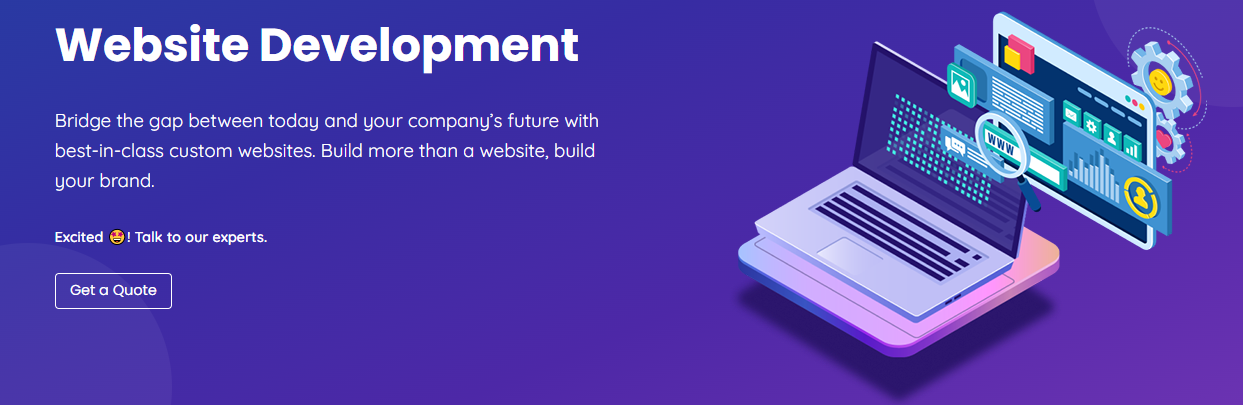 Website Development
Bridge the gap between today and your company’s future with
best-in-class custom websites. Build more than a website, build
your brand.
Excited 🤩! Talk to our experts.
Get a Quote
WWW